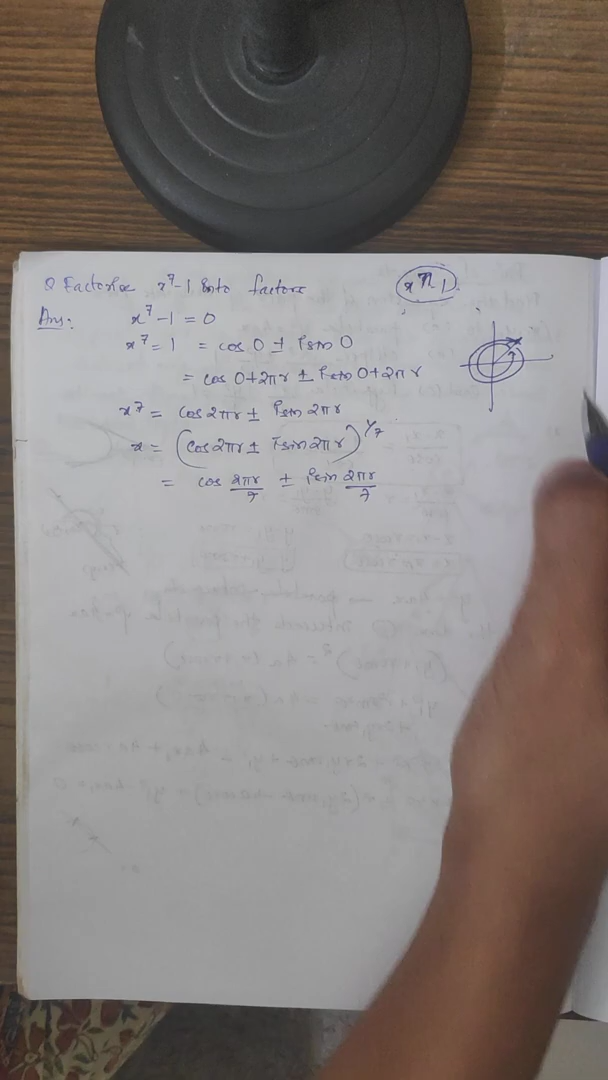 Q Factorise x⁷-1 into factors
xⁿ-1
Ans:
x⁷-1 = 0
x⁷ = 1 = cos 0 ± i sin 0
= cos 0+2πr ± i sin 0+2πr
x⁷ = cos 2πr ± i sin 2πr
x = (cos 2πr ± i sin 2πr)^1/7
= cos 2πr/7 ± i sin 2πr/7